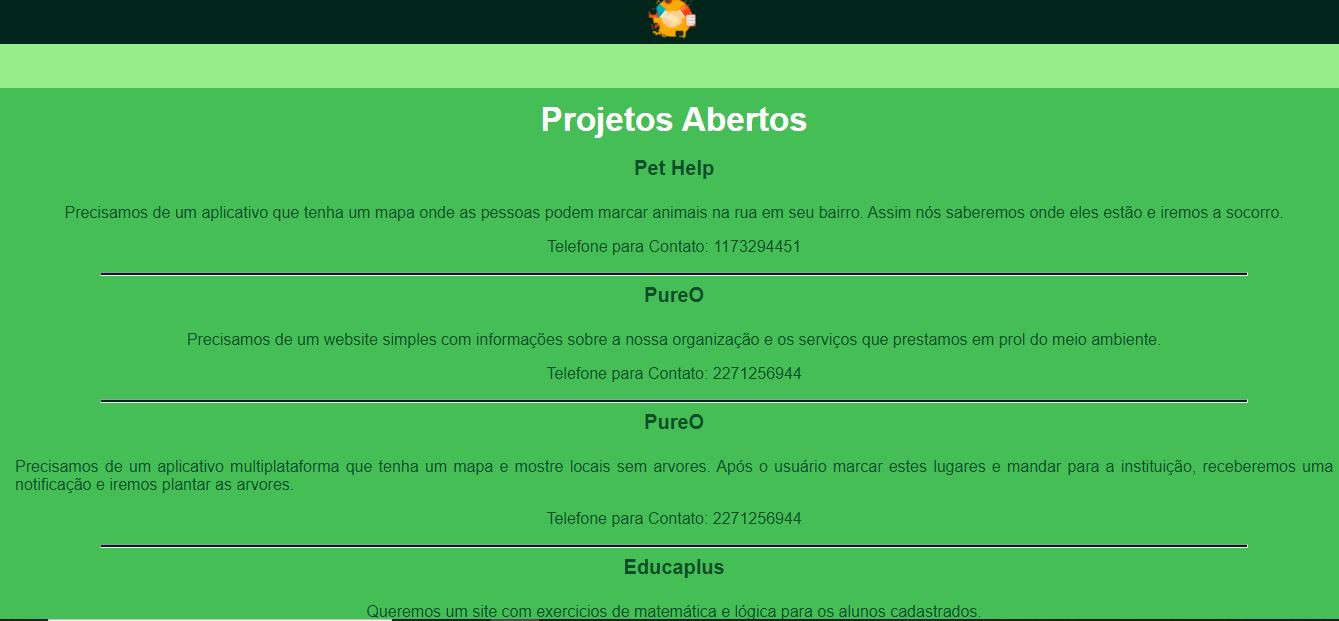 Projetos Abertos
Pet Help
Precisamos de um aplicativo que tenha um mapa onde as pessoas podem marcar animais na rua em seu bairro. Assim nós saberemos onde eles estão e iremos a socorro.
Telefone para Contato: 1173294451
PureO
Precisamos de um website simples com informações sobre a nossa organização e os serviços que prestamos em prol do meio ambiente.
Telefone para Contato: 2271256944
PureO
Precisamos de um aplicativo multiplataforma que tenha um mapa e mostre locais sem arvores. Após o usuário marcar estes lugares e mandar para a instituição, receberemos uma
notificação e iremos plantar as arvores.
Telefone para Contato: 2271256944
Educaplus
Queremos um site com exercicios de matemática e lógica para os alunos cadastrados.